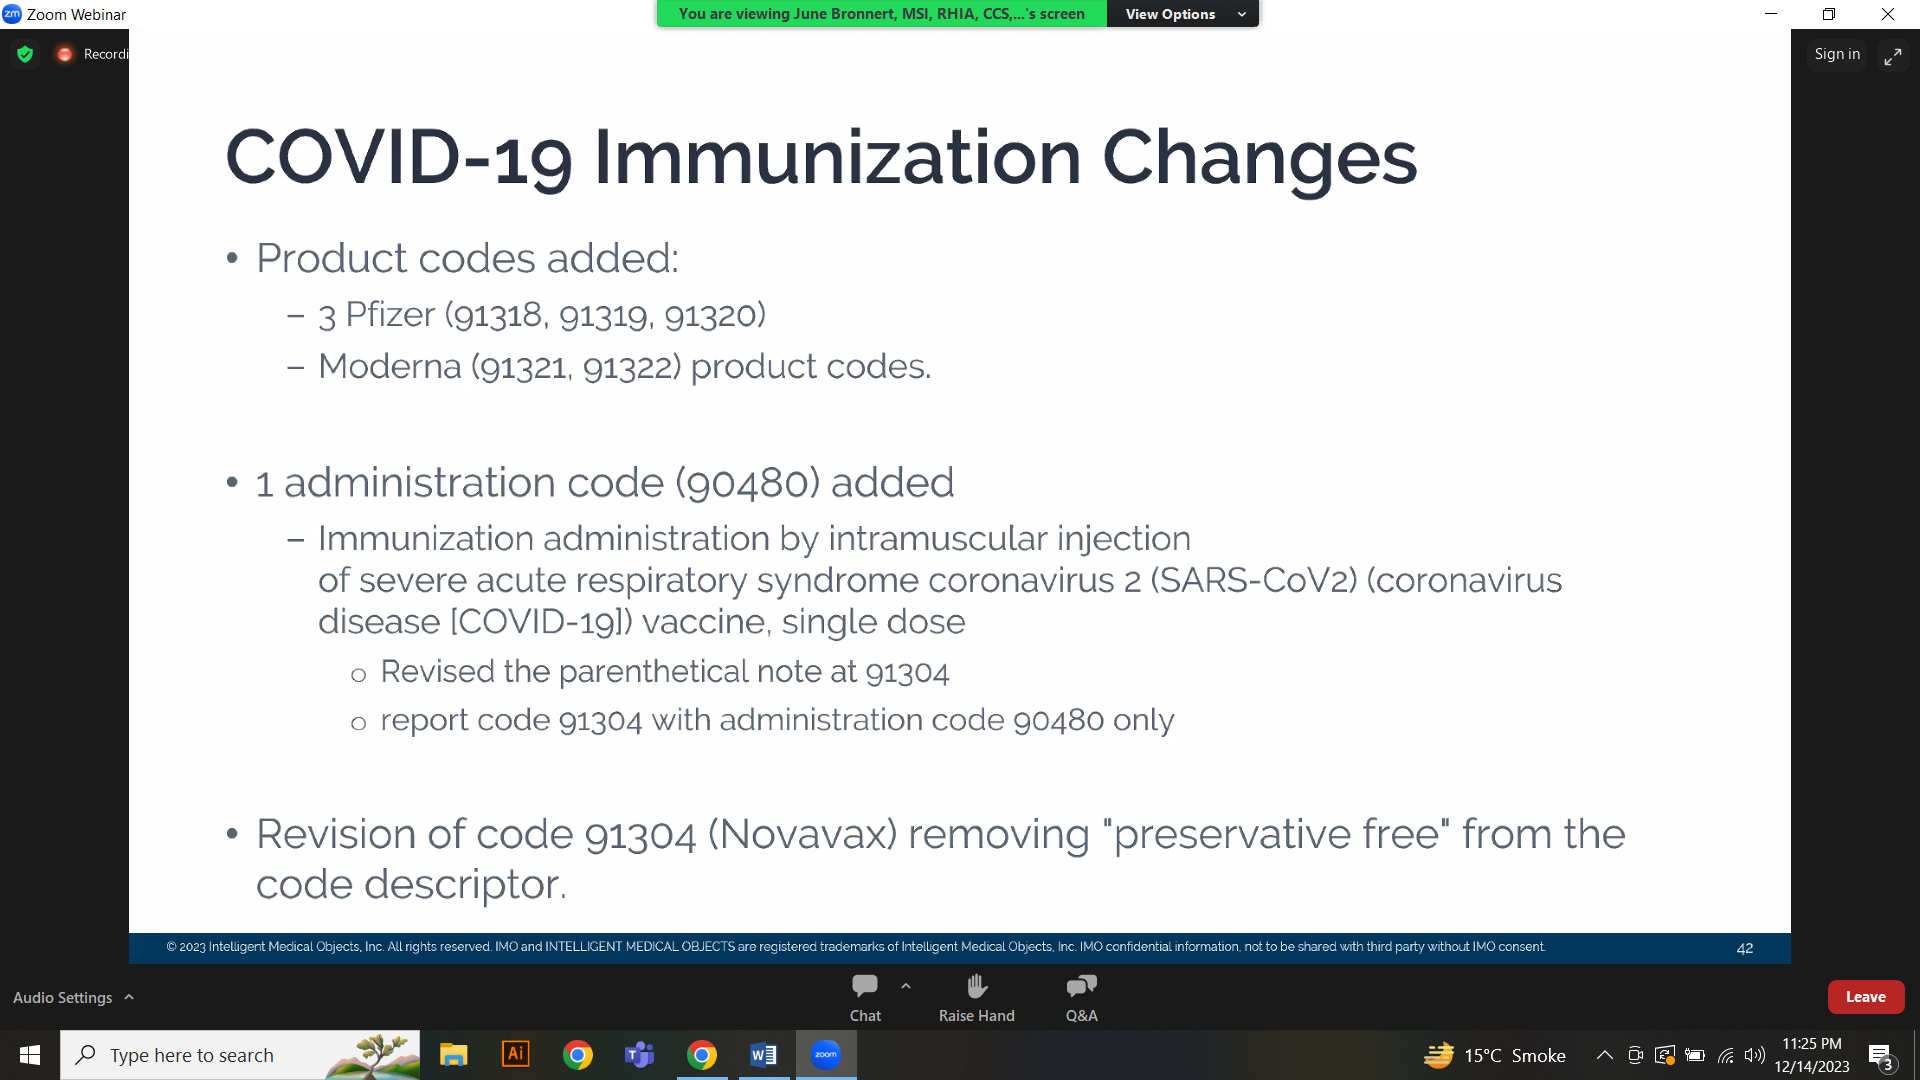 zm Zoom Webinar
You are viewing June Bronnert, MSI, RHIA, CCS,...'s screen
View Options
Recordi
Sign in
COVID-19 Immunization Changes
• Product codes added:
– 3 Pfizer (91318, 91319, 91320)
– Moderna (91321, 91322) product codes.
• 1 administration code (90480) added
– Immunization administration by intramuscular injection
of severe acute respiratory syndrome coronavirus 2 (SARS-CoV2) (coronavirus
disease [COVID-19]) vaccine, single dose
o Revised the parenthetical note at 91304
o report code 91304 with administration code 90480 only
• Revision of code 91304 (Novavax) removing "preservative free" from the
code descriptor.
© 2023 Intelligent Medical Objects, Inc. All rights reserved. IMO and INTELLIGENT MEDICAL OBJECTS are registered trademarks of Intelligent Medical Objects, Inc. IMO confidential information, not to be shared with third party without IMO consent.
42
Audio Settings
Chat
Raise Hand
Q&A
Leave
Type here to search
Ai
T
W
zoom
15°C Smoke
11:25 PM
12/14/2023
3